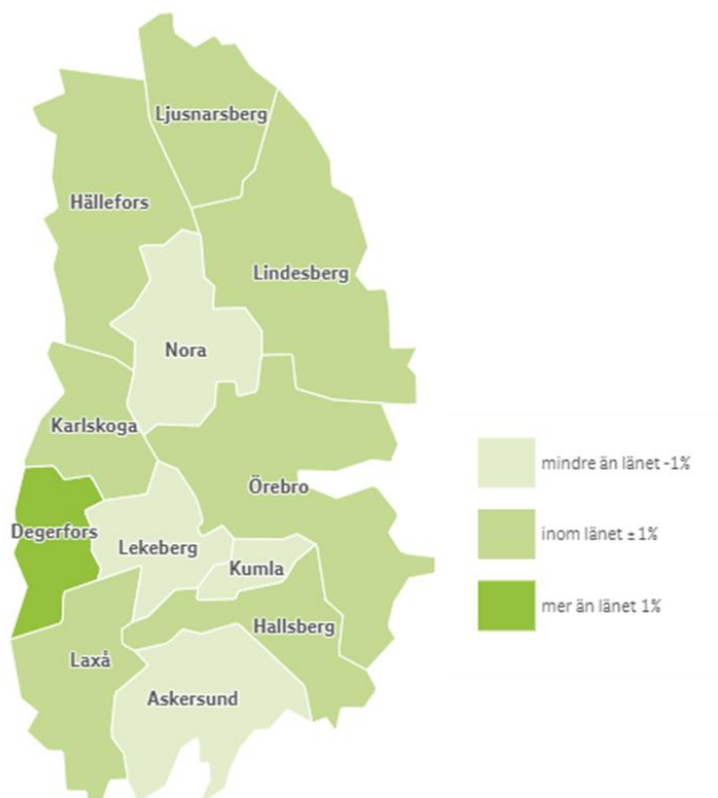 Ljusnarsberg
Hällefors
Lindesberg
Nora
Karlskoga
Örebro
Degerfors
Lekeberg
Kumla
Hallsberg
Laxå
Askersund
mindre än länet -1%
inom länet ± 1%
mer än länet 1%